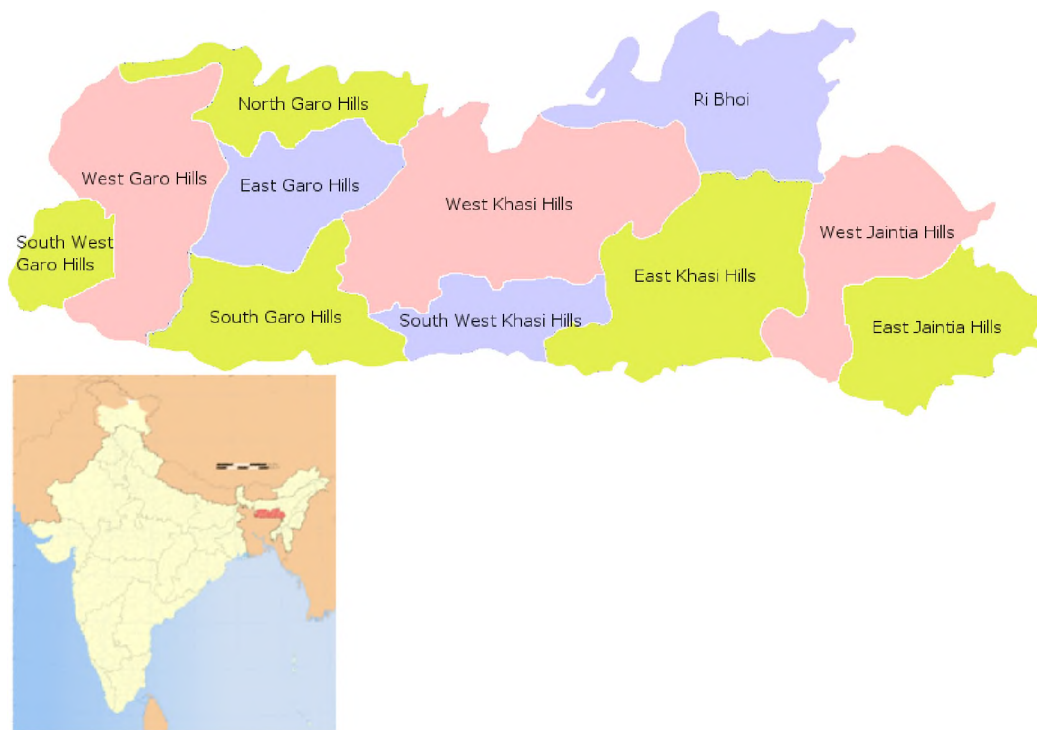 North Garo Hills
Ri Bhoi
West Garo Hills
East Garo Hills
West Khasi Hills
South West
Garo Hills
West Jaintia Hills
East Khasi Hills
South Garo Hills
South West Khasi Hills
East Jaintia Hills